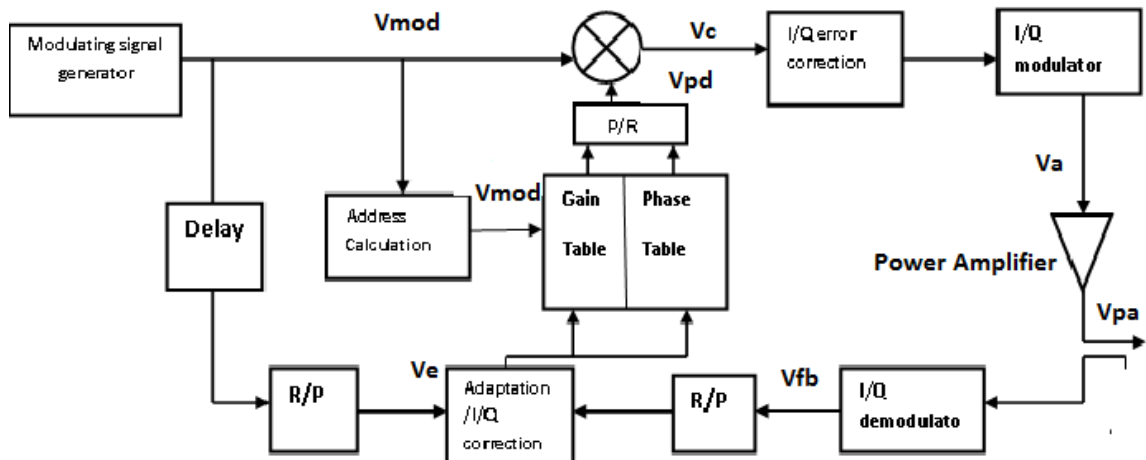 Vmod
Modulating signal
generator
Vc
I/Q error
correction
I/Q
modulator
Vpd
P/R
Va
Vmod
Gain
Table
Phase
Table
Address
Calculation
Delay
Power Amplifier
Vpa
R/P
Ve
Adaptation
/I/Q
correction
R/P
Vfb
I/Q
demodulato